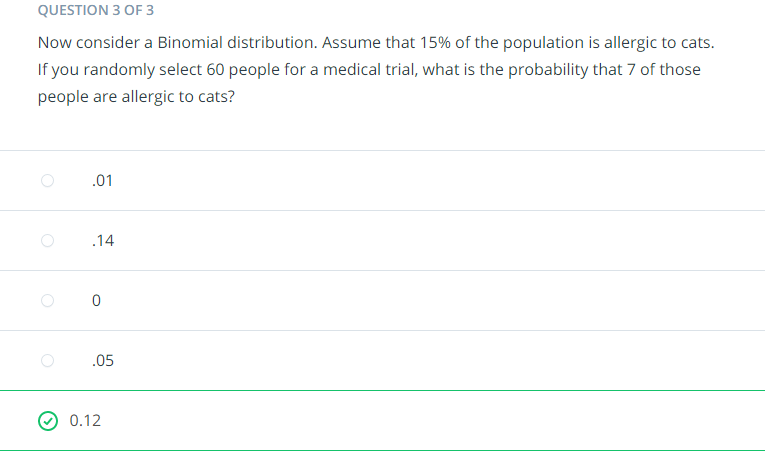 QUESTION 3 OF 3
Now consider a Binomial distribution. Assume that 15% of the population is allergic to cats.
If you randomly select 60 people for a medical trial, what is the probability that 7 of those
people are allergic to cats?
.01
.14
0
.05
0.12